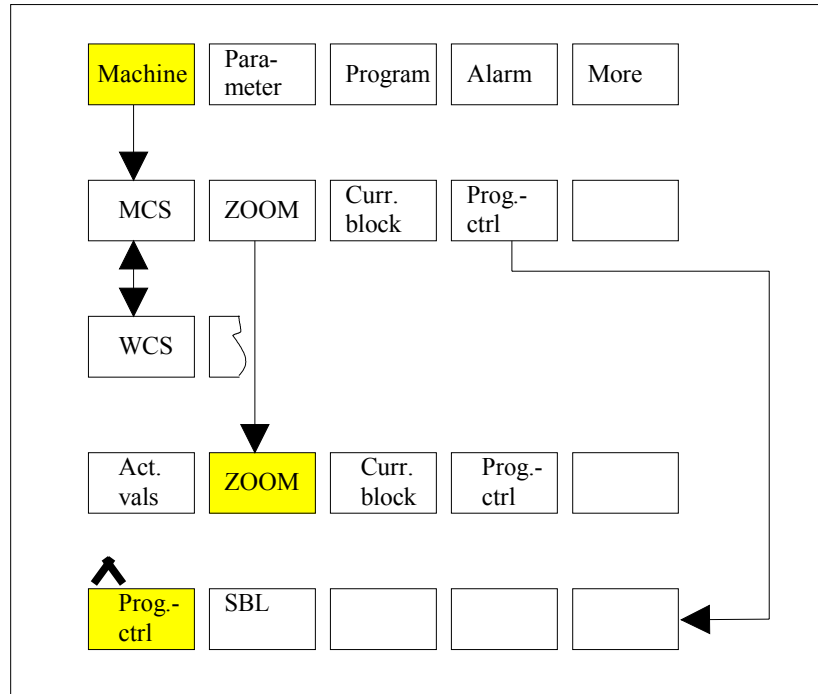 Machine
Para-
meter
Program
Alarm
More
MCS
ZOOM
Curr.
block
Prog.-
ctrl
WCS
Act.
vals
ZOOM
Curr.
block
Prog.-
ctrl
Prog.-
ctrl
SBL